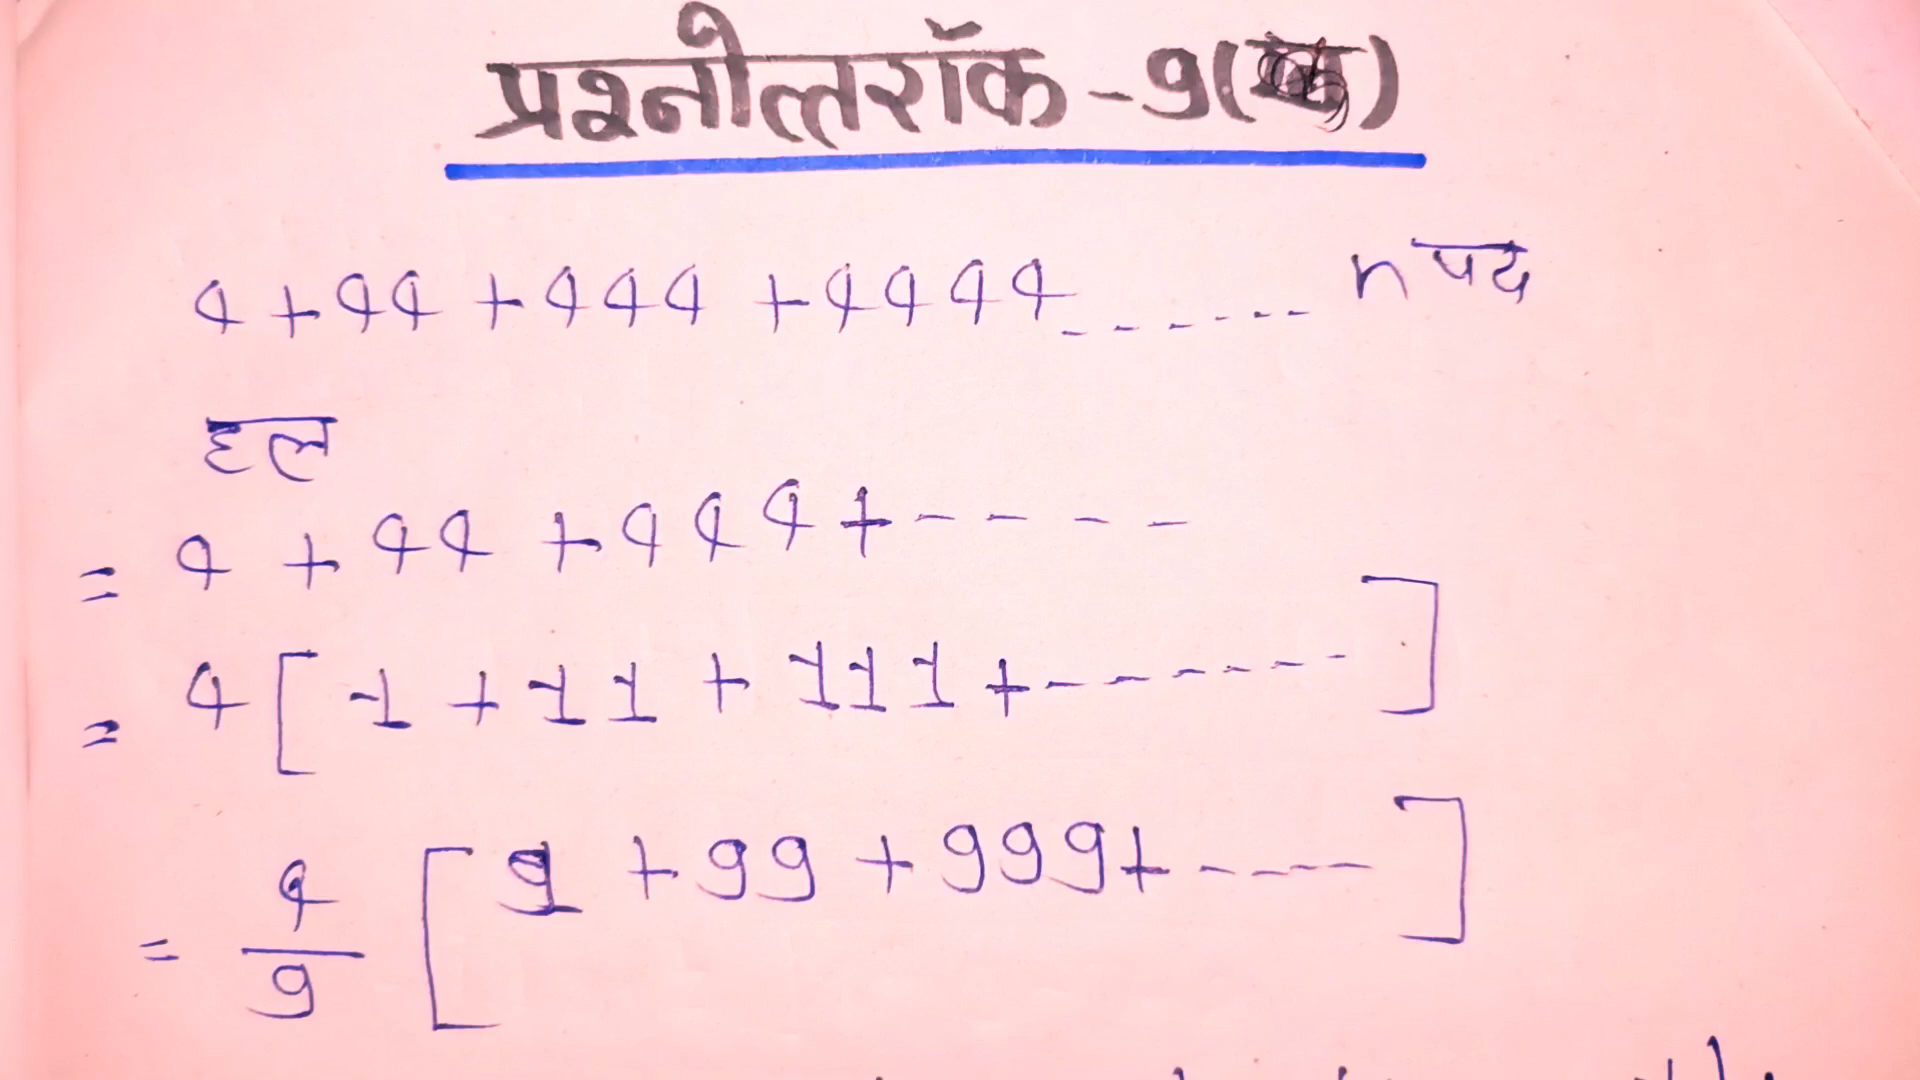 प्रश्नोत्तरॉक - 9( )
4 + 44 + 444 + 4444 ....... n पद
हल
= 4 + 44 + 444 + - - - -
= 4 [ 1 + 11 + 111 + - - - - - - - ]
= 4/9 [ 9 + 99 + 999 + - - - - ]